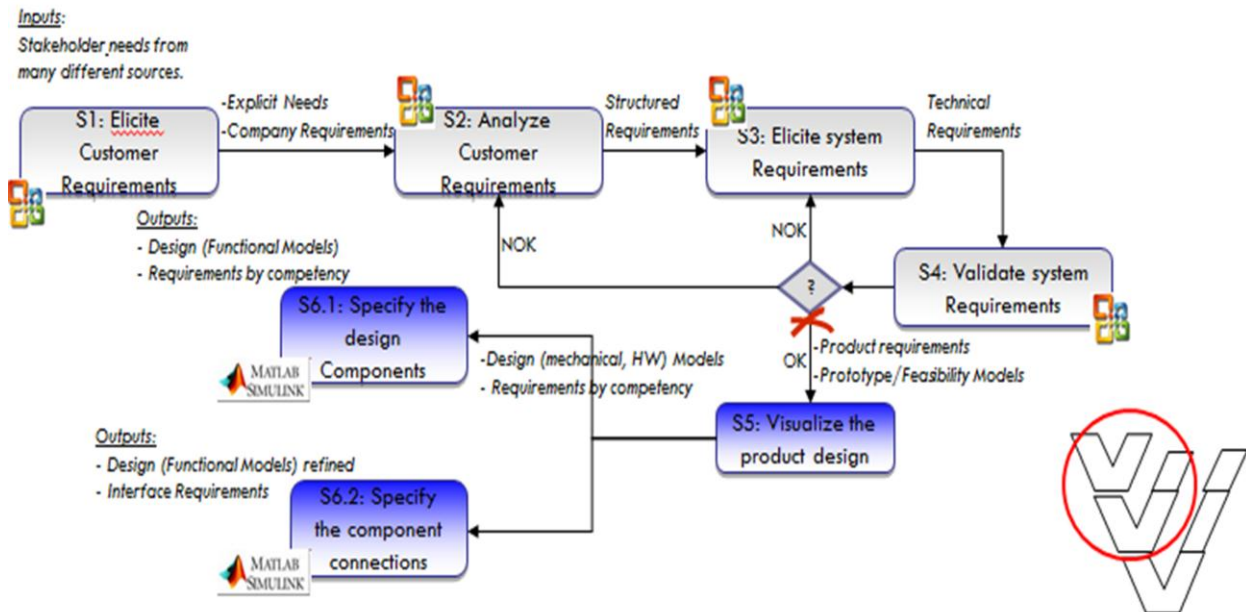 Inputs:
Stakeholder needs from
many different sources.
S1: Elicite
Customer
Requirements
-Explicit Needs
-Company Requirements
S2: Analyze
Customer
Requirements
Structured
Requirements
S3: Elicite system
Requirements
Technical
Requirements
Outputs:
- Design (Functional Models)
- Requirements by competency
NOK
NOK
?
S4: Validate system
Requirements
S6.1: Specify the
design
Components
MATLAB
SIMULINK
-Design (mechanical, HW) Models
- Requirements by competency
OK
-Product requirements
-Prototype/Feasibility Models
S5: Visualize the
product design
Outputs:
- Design (Functional Models) refined
- Interface Requirements
S6.2: Specify
the component
connections
MATLAB
SIMULINK